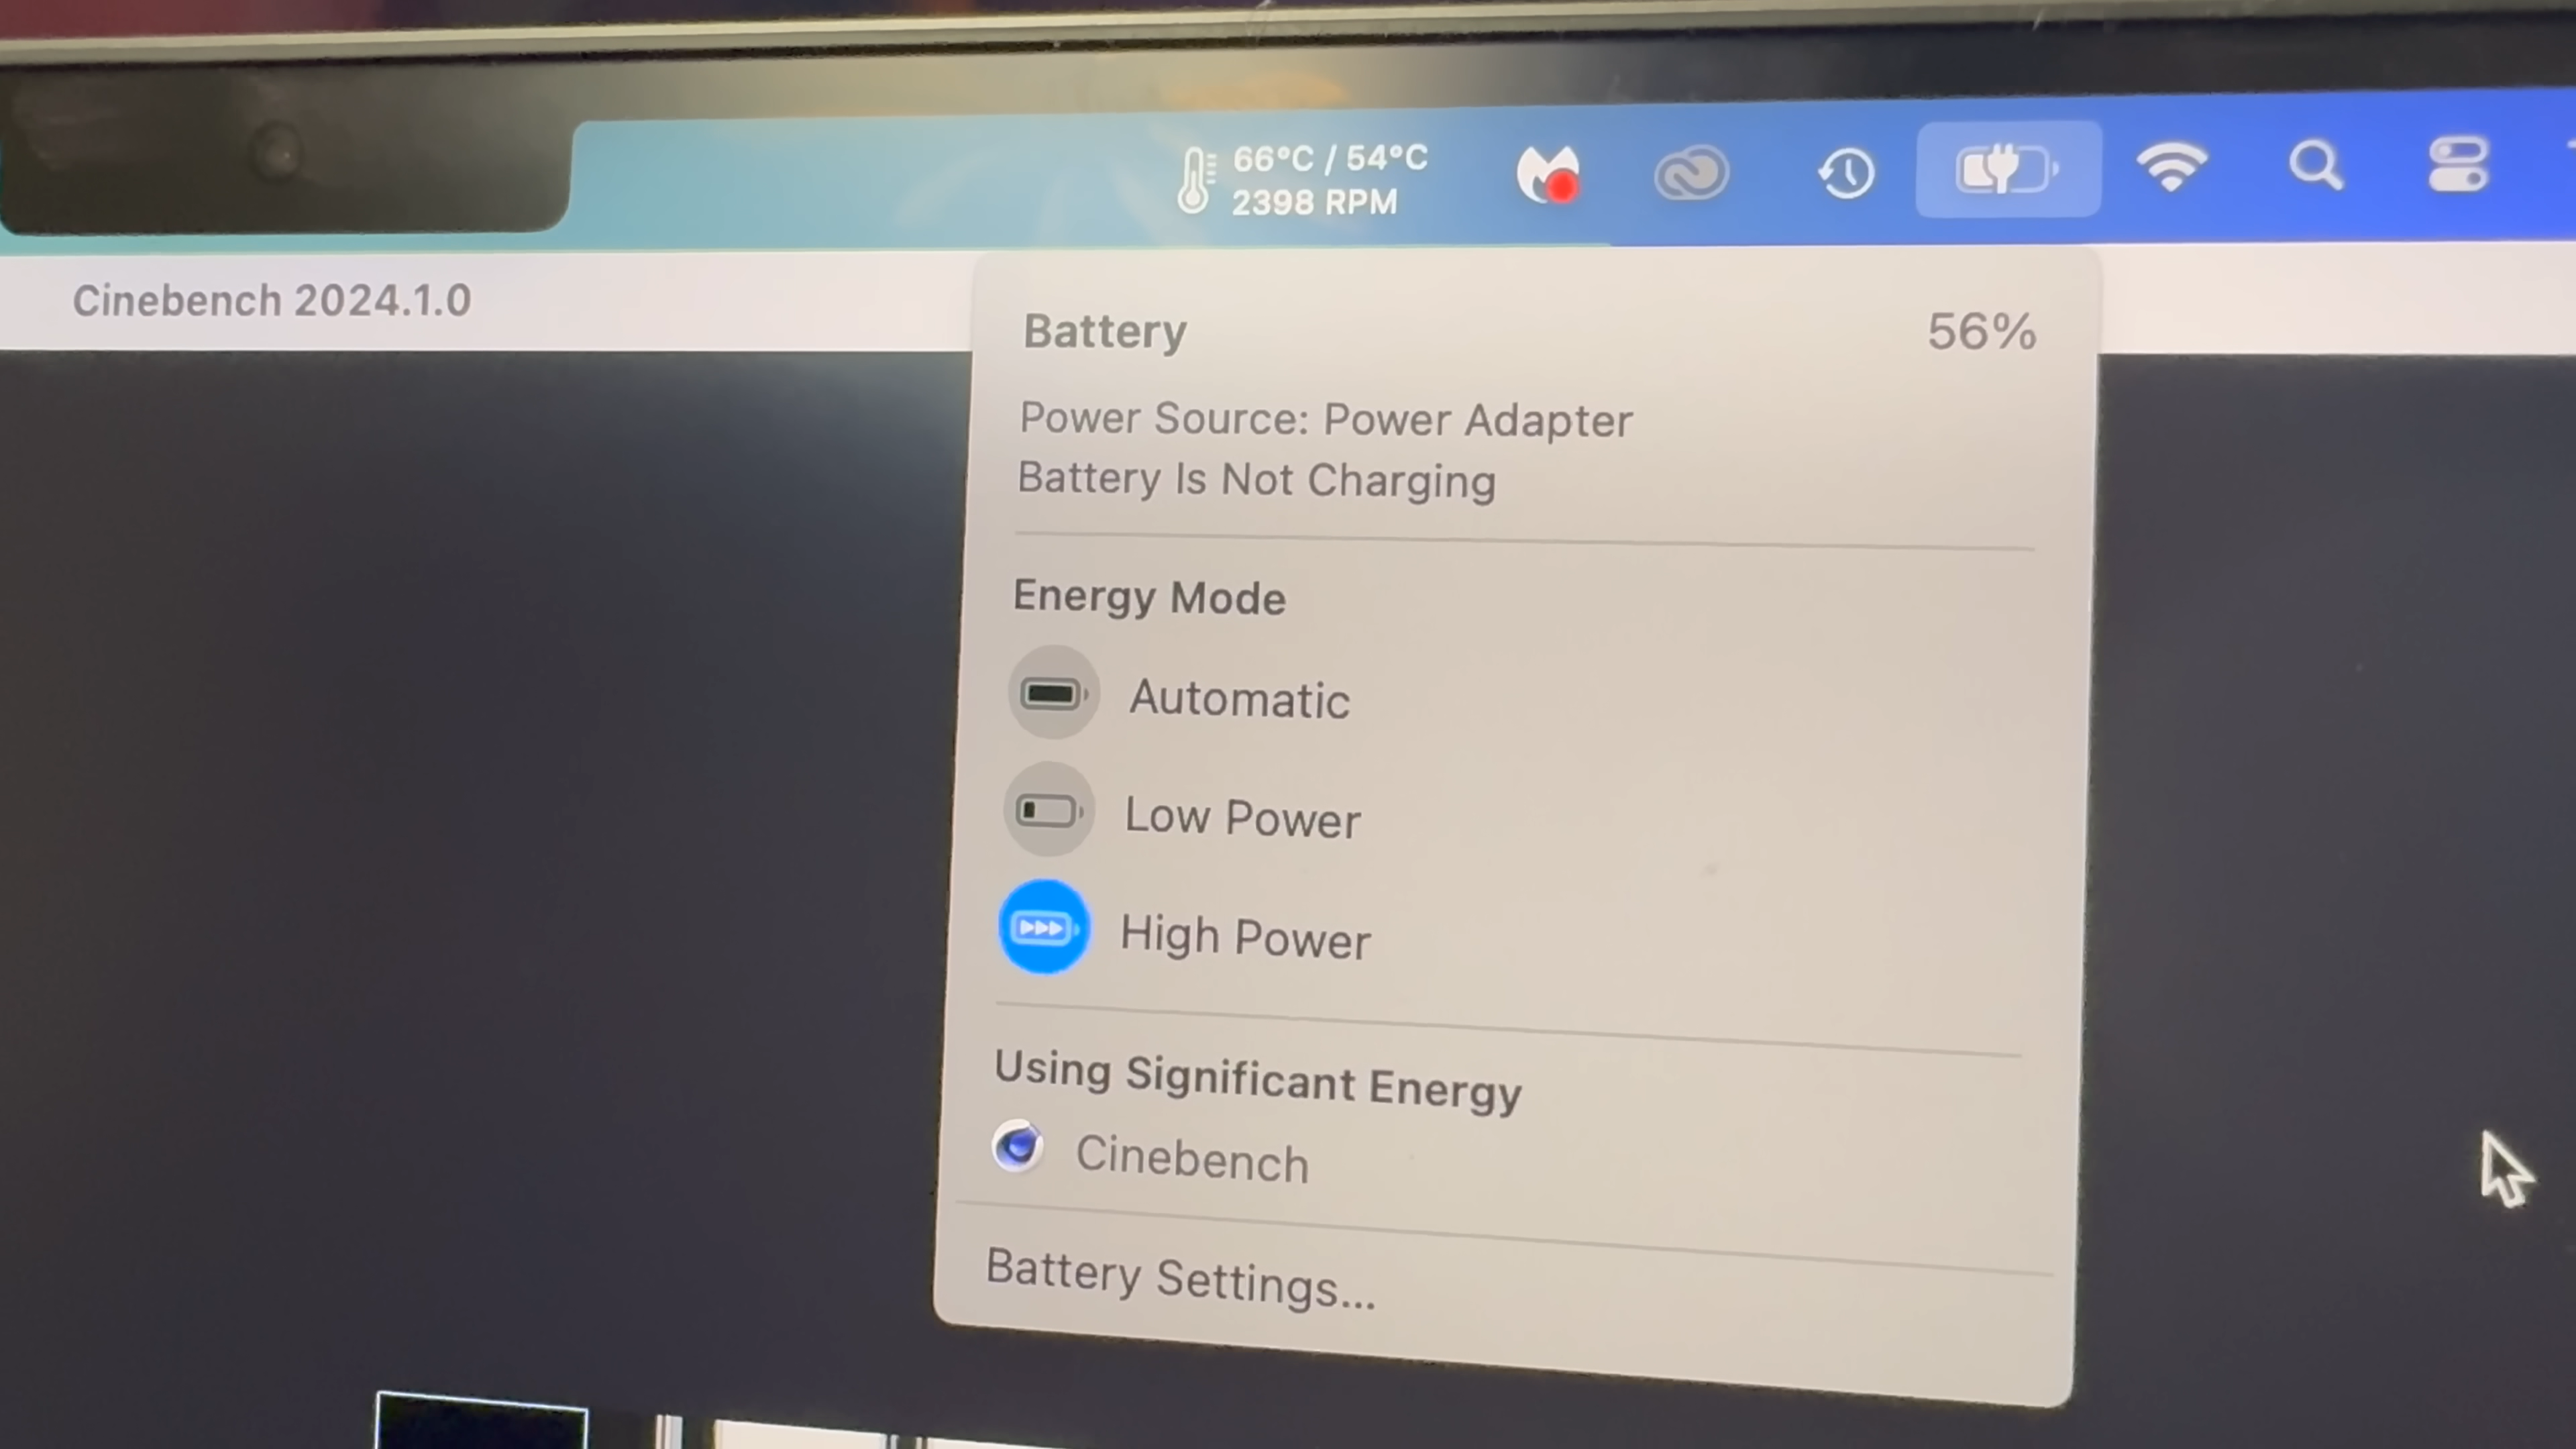 66°C / 54°C
2398 RPM
Cinebench 2024.1.0
Battery 56%
Power Source: Power Adapter
Battery Is Not Charging
Energy Mode
Automatic
Low Power
High Power
Using Significant Energy
Cinebench
Battery Settings...